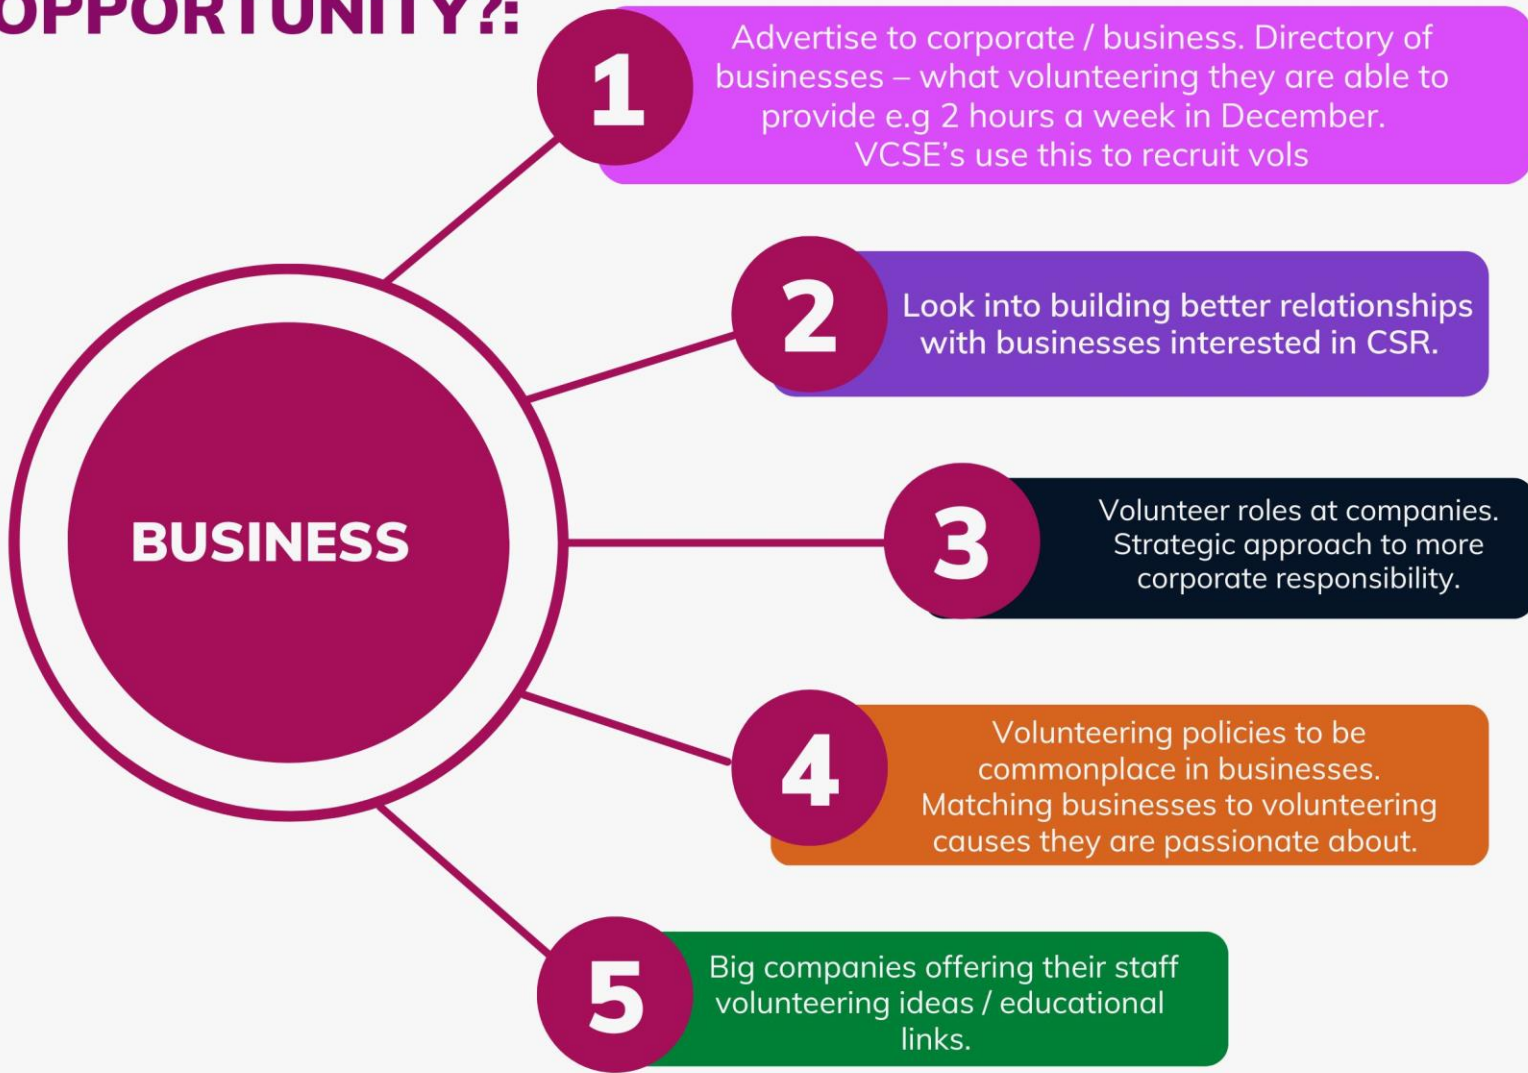 OPPORTUNITY?:
1
Advertise to corporate / business. Directory of
businesses – what volunteering they are able to
provide e.g 2 hours a week in December.
VCSE’s use this to recruit vols
2
Look into building better relationships
with businesses interested in CSR.
BUSINESS
3
Volunteer roles at companies.
Strategic approach to more
corporate responsibility.
4
Volunteering policies to be
commonplace in businesses.
Matching businesses to volunteering
causes they are passionate about.
5
Big companies offering their staff
volunteering ideas / educational
links.